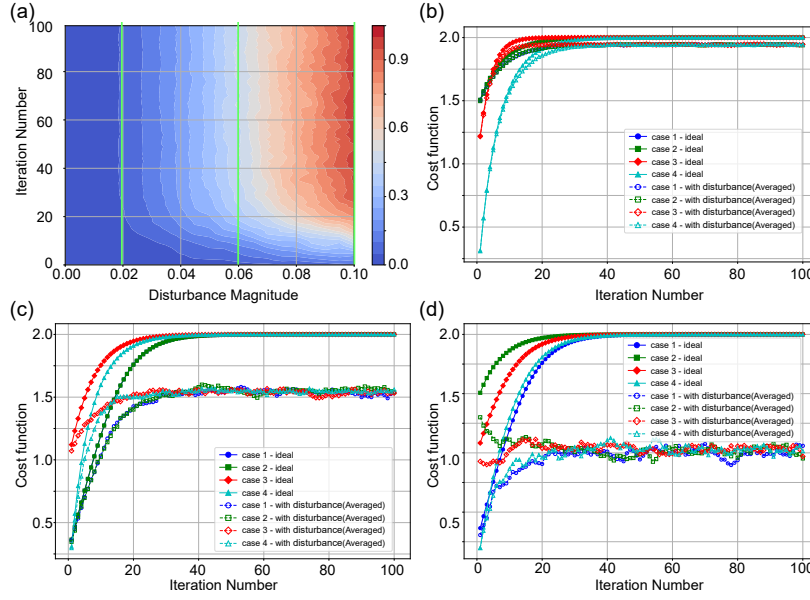 (a)
Iteration Number
100
80
60
40
20
0
0.00 0.02 0.04 0.06 0.08 0.10
Disturbance Magnitude
0.9
0.6
0.3
0.0
(b)
Cost function
2.0
1.5
1.0
0.5
case 1 - ideal
case 2 - ideal
case 3 - ideal
case 4 - ideal
case 1 - with disturbance(Averaged)
case 2 - with disturbance(Averaged)
case 3 - with disturbance(Averaged)
case 4 - with disturbance(Averaged)
0 20 40 60 80 100
Iteration Number
(c)
Cost function
2.0
1.5
1.0
0.5
case 1 - ideal
case 2 - ideal
case 3 - ideal
case 4 - ideal
case 1 - with disturbance(Averaged)
case 2 - with disturbance(Averaged)
case 3 - with disturbance(Averaged)
case 4 - with disturbance(Averaged)
0 20 40 60 80 100
Iteration Number
(d)
Cost function
2.0
1.5
1.0
0.5
case 1 - ideal
case 2 - ideal
case 3 - ideal
case 4 - ideal
case 1 - with disturbance(Averaged)
case 2 - with disturbance(Averaged)
case 3 - with disturbance(Averaged)
case 4 - with disturbance(Averaged)
0 20 40 60 80 100
Iteration Number